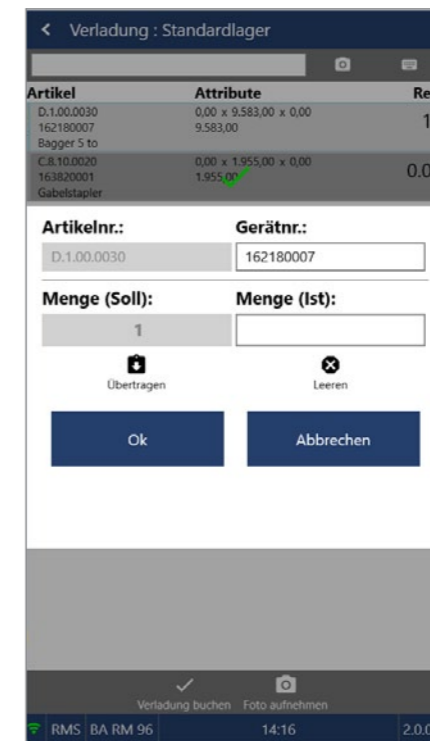 Verladung : Standardlager
Artikel Attribute Re
D.1.00.0030 0,00 x 9.583,00 x 0,00
162180007 9.583,00 1
Bagger 5 to
C.8.10.0020 0,00 x 1.955,00 x 0,00
163820001 1.955,00 0.0
Gabelstapler
Artikelnr.: Gerätnr.:
D.1.00.0030 162180007
Menge (Soll): Menge (Ist):
1
Übertragen Leeren
Ok Abbrechen
Verladung buchen Foto aufnehmen
RMS BA RM 96 14:16 2.0.0